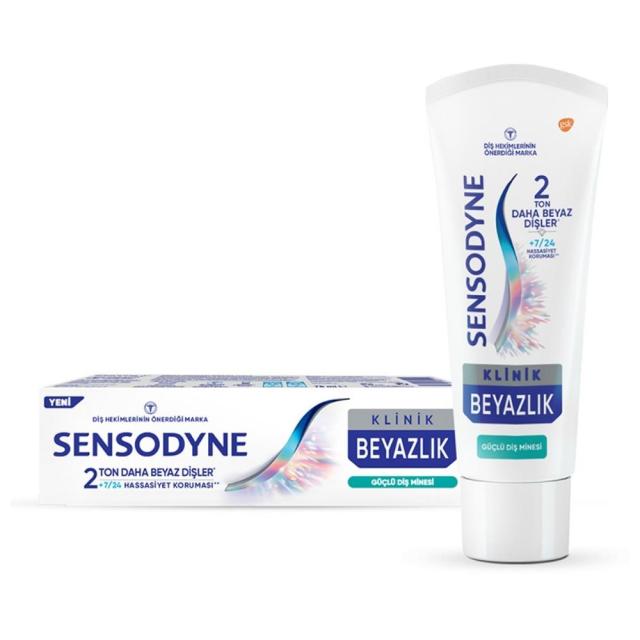 YENİ
DİŞ HEKİMLERİNİN ÖNERDİĞİ MARKA
SENSODYNE
2 TON DAHA BEYAZ DİŞLER*
+7/24 HASSASİYET KORUMASI**
KLİNİK
BEYAZLIK
GÜÇLÜ DİŞ MİNESİ
gsk
DİŞ HEKİMLERİNİN
ÖNERDİĞİ MARKA
SENSODYNE
2
TON
DAHA BEYAZ
DİŞLER*
+7/24
HASSASİYET
KORUMASI**
KLİNİK
BEYAZLIK
GÜÇLÜ DİŞ MİNESİ